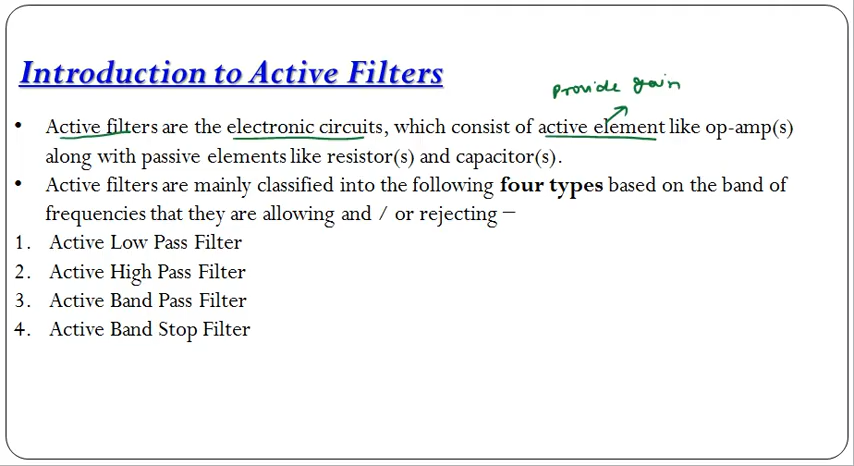 Introduction to Active Filters
provide gain
• Active filters are the electronic circuits, which consist of active element like op-amp(s)
along with passive elements like resistor(s) and capacitor(s).
• Active filters are mainly classified into the following four types based on the band of
frequencies that they are allowing and / or rejecting −
1. Active Low Pass Filter
2. Active High Pass Filter
3. Active Band Pass Filter
4. Active Band Stop Filter